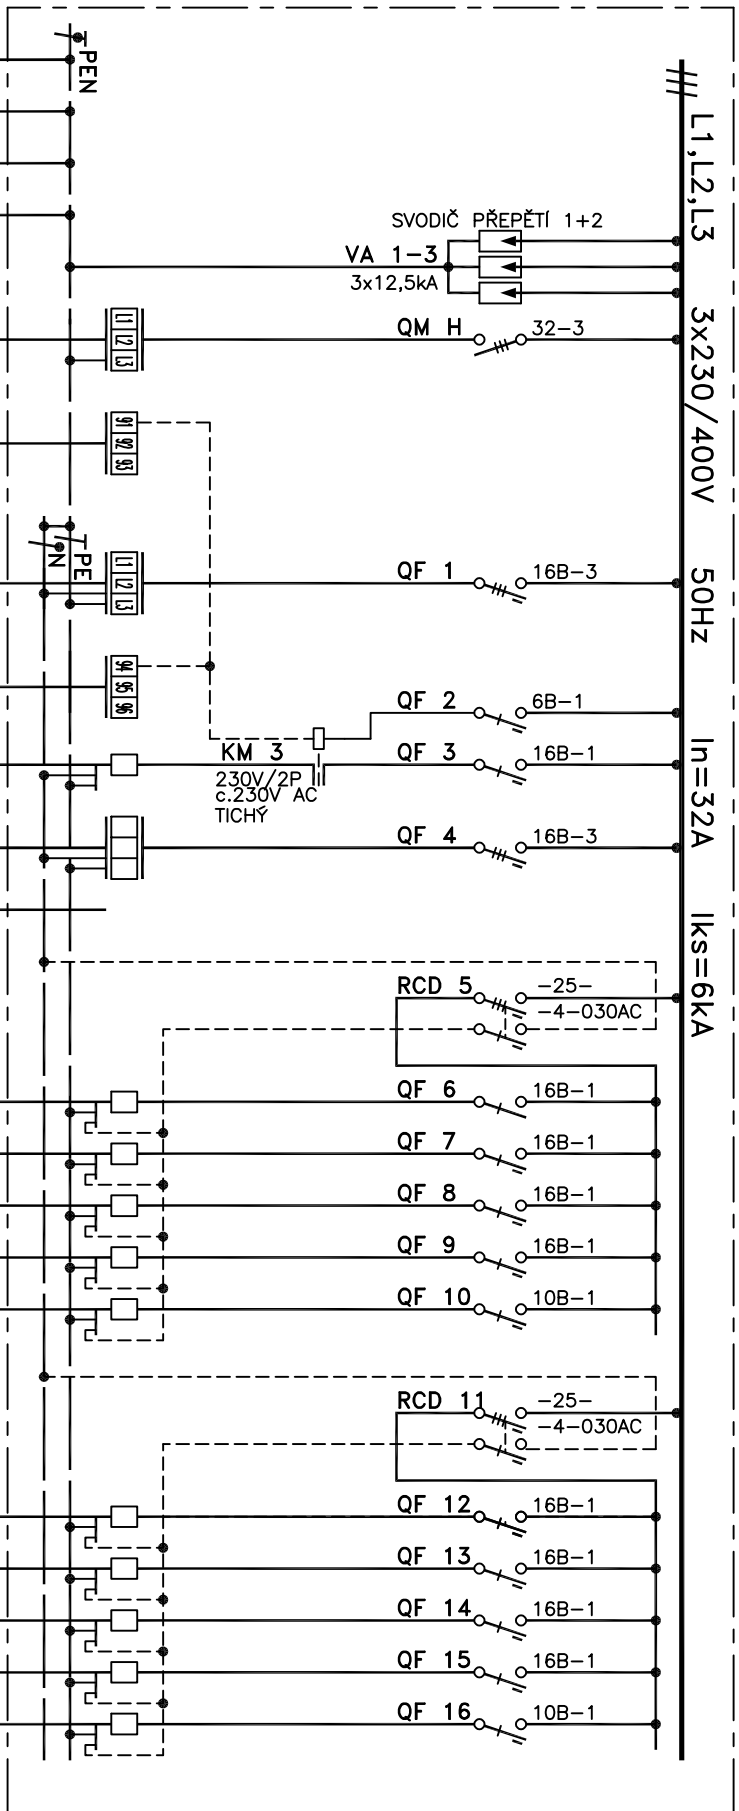 PEN
L1,L2,L3 3x230/400V 50Hz In=32A Iks=6kA
SVODIČ PŘEPĚTÍ 1+2
VA 1-3
3x12,5kA
QM H 32-3
L1 L2 L3
91 92 93
N PE
L1 L2 L3
QF 1 16B-3
94 95 96
QF 2 6B-1
KM 3
230V/2P
c.230V AC
TICHÝ
QF 3 16B-1
QF 4 16B-3
RCD 5 -25-
-4-030AC
QF 6 16B-1
QF 7 16B-1
QF 8 16B-1
QF 9 16B-1
QF 10 10B-1
RCD 11 -25-
-4-030AC
QF 12 16B-1
QF 13 16B-1
QF 14 16B-1
QF 15 16B-1
QF 16 10B-1